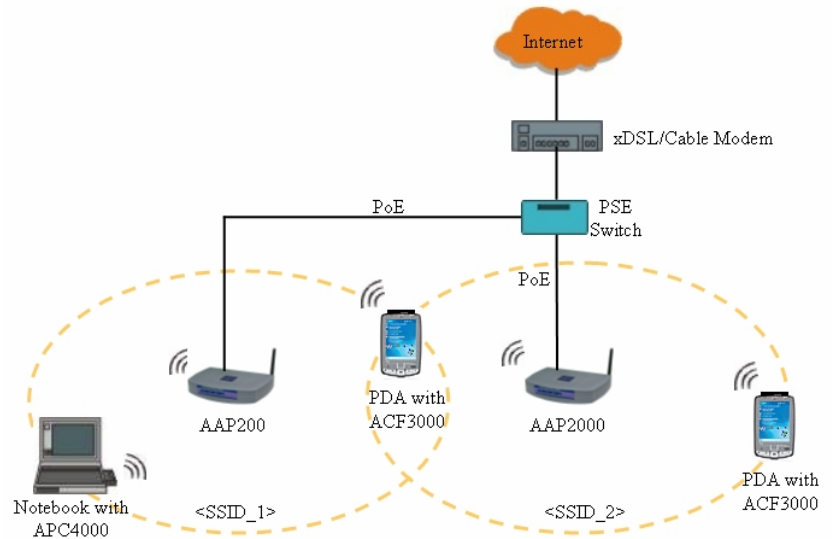 Internet
xDSL/Cable Modem
PoE
PSE
Switch
PoE
AAP200
PDA with
ACF3000
AAP2000
PDA with
ACF3000
Notebook with
APC4000
<SSID_1>
<SSID_2>